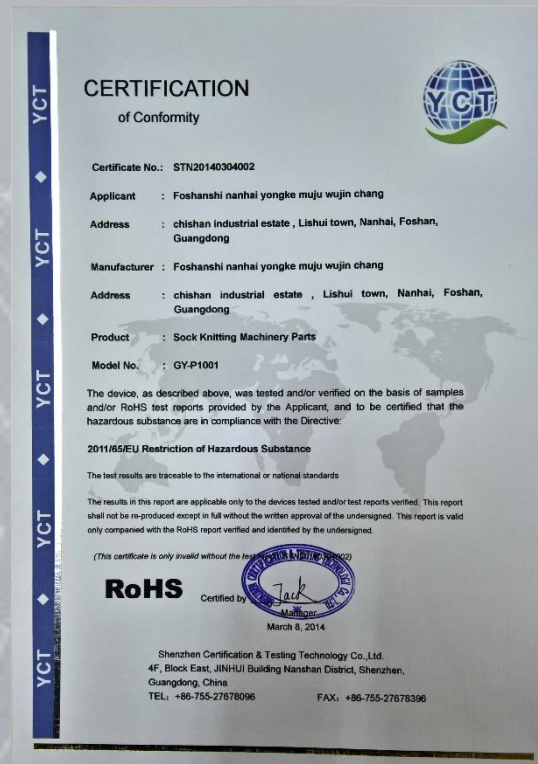 CERTIFICATION
of Conformity
YCT
Certificate No.: STN20140304002
Applicant : Foshanshi nanhai yongke muju wujin chang
Address : chishan industrial estate , Lishui town, Nanhai, Foshan,
Guangdong
Manufacturer : Foshanshi nanhai yongke muju wujin chang
Address : chishan industrial estate , Lishui town, Nanhai, Foshan,
Guangdong
Product : Sock Knitting Machinery Parts
Model No. : GY-P1001
The device, as described above, was tested and/or verified on the basis of samples
and/or RoHS test reports provided by the Applicant, and to be certified that the
hazardous substance are in compliance with the Directive:
2011/65/EU Restriction of Hazardous Substance
The test results are traceable to the international or national standards
The results in this report are applicable only to the devices tested and/or test reports verified. This report
shall not be re-produced except in full without the written approval of the undersigned. This report is valid
only companied with the RoHS report verified and identified by the undersigned.
(This certificate is only invalid without the test
RoHS
Certified by
Jack
Manager
March 8, 2014
Shenzhen Certification & Testing Technology Co.,Ltd.
4F, Block East, JINHUI Building Nanshan District, Shenzhen,
Guangdong, China
TEL: +86-755-27678096 FAX: +86-755-27678396
YCT
YCT
YCT
YCT
YCT